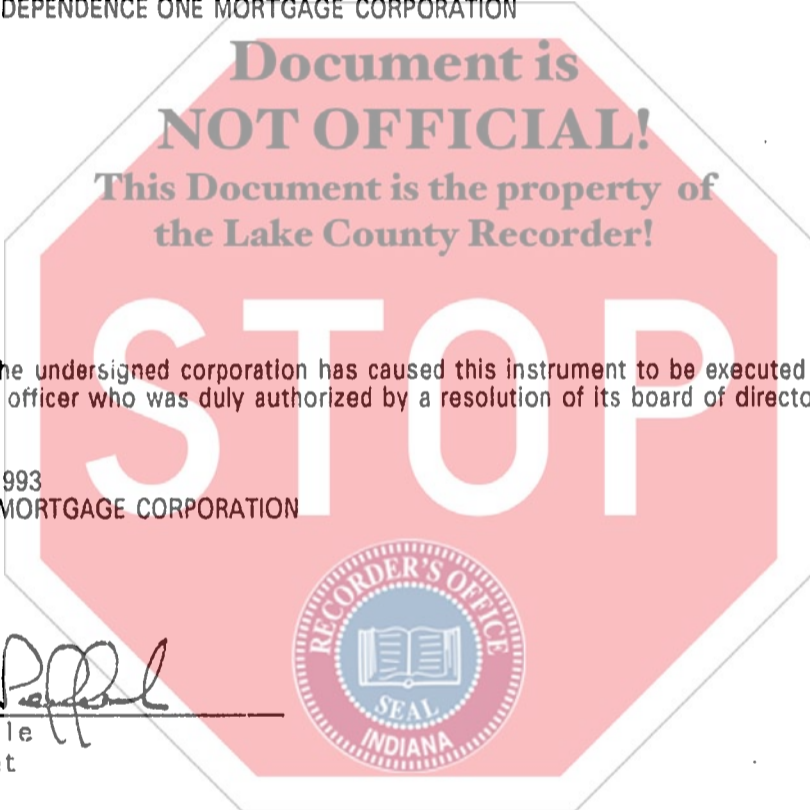 DEPENDENCE ONE MORTGAGE CORPORATION
Document is
NOT OFFICIAL!
This Document is the property of
the Lake County Recorder!
STOP
he undersigned corporation has caused this instrument to be executed
officer who was duly authorized by a resolution of its board of directo
993
MORTGAGE CORPORATION
RECORDER'S OFFICE
SEAL
INDIANA
le
t